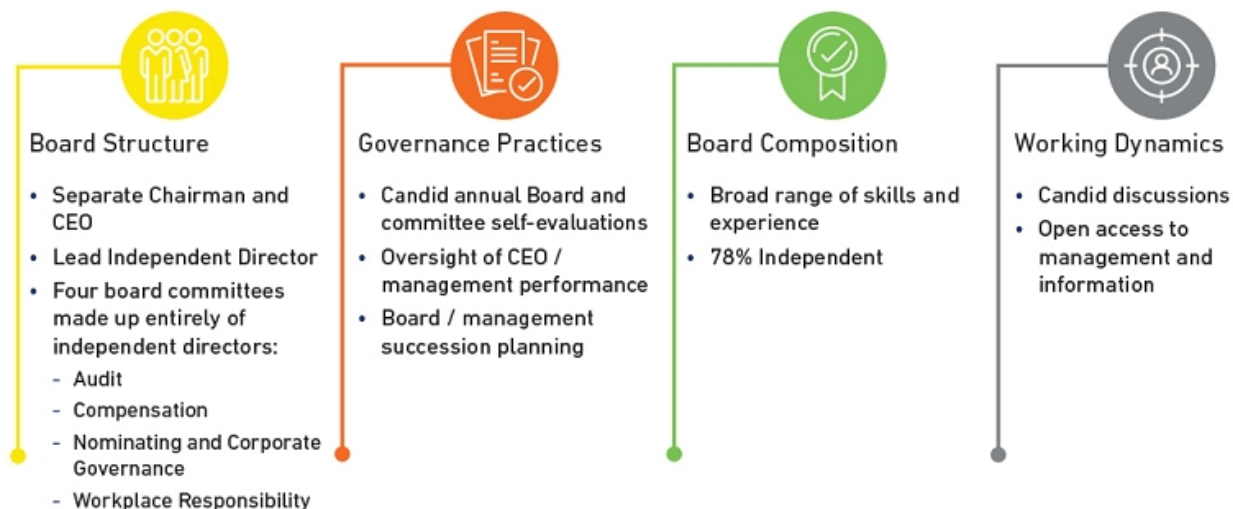 Board Structure
• Separate Chairman and
CEO
• Lead Independent Director
• Four board committees
made up entirely of
independent directors:
- Audit
- Compensation
- Nominating and Corporate
Governance
- Workplace Responsibility
Governance Practices
• Candid annual Board and
committee self-evaluations
• Oversight of CEO /
management performance
• Board / management
succession planning
Board Composition
• Broad range of skills and
experience
• 78% Independent
Working Dynamics
• Candid discussions
• Open access to
management and
information